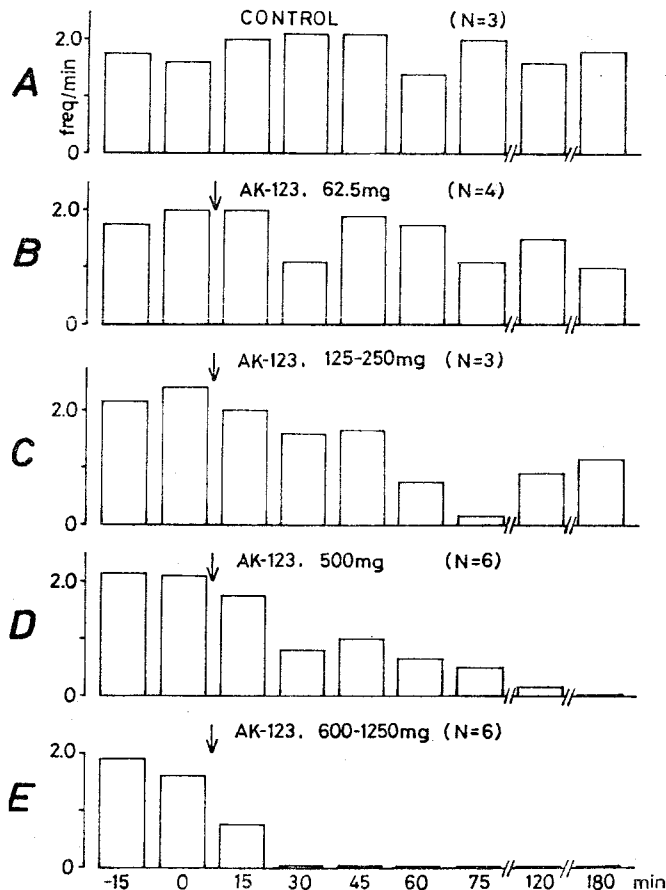 CONTROL (N=3)
A
freq/min
2.0
0
AK-123. 62.5mg (N=4)
B
2.0
0
AK-123. 125-250mg (N=3)
C
2.0
0
AK-123. 500mg (N=6)
D
2.0
0
AK-123. 600-1250mg (N=6)
E
2.0
0
-15 0 15 30 45 60 75 120 180 min